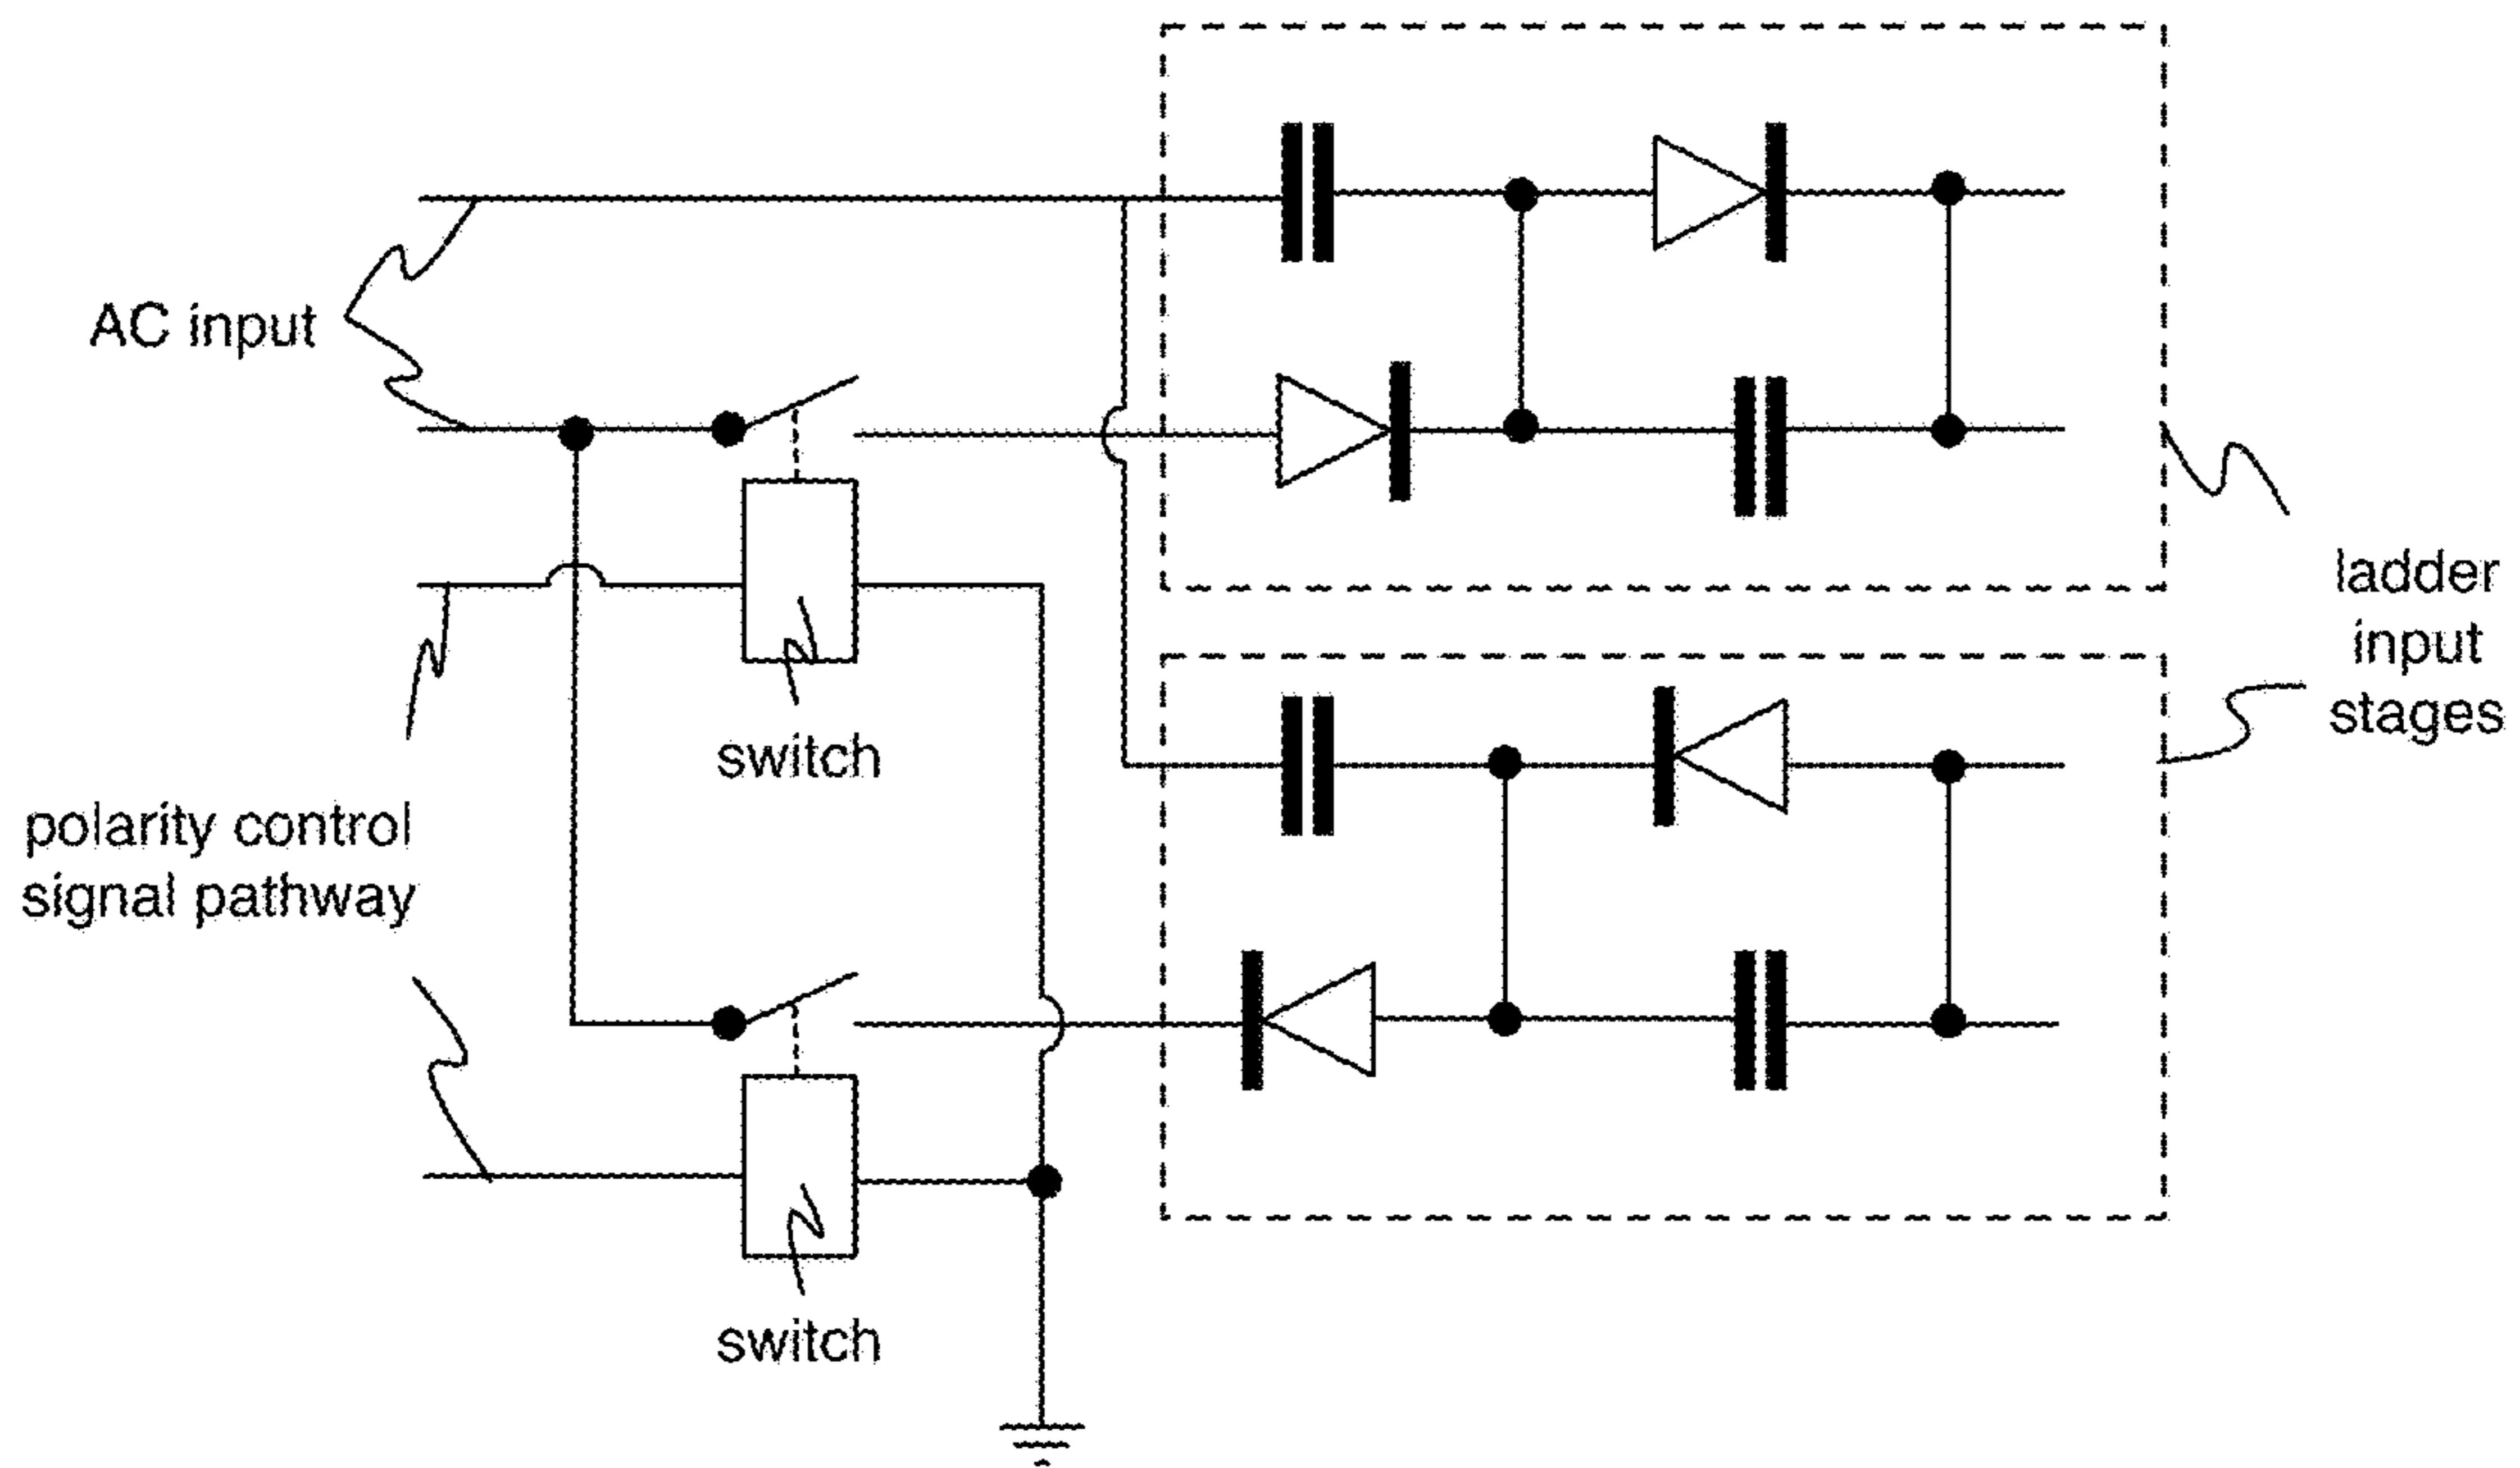 AC input
ladder
input
stages
switch
polarity control
signal pathway
switch